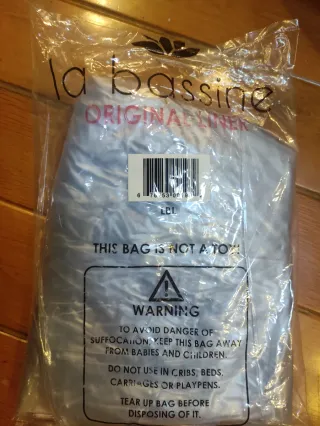 la bassine
ORIGINAL LINER
THIS BAG IS NOT A TOY!
WARNING
TO AVOID DANGER OF
SUFFOCATION, KEEP THIS BAG AWAY
FROM BABIES AND CHILDREN.
DO NOT USE IN CRIBS, BEDS,
CARRIAGES OR PLAYPENS.
TEAR UP BAG BEFORE
DISPOSING OF IT.